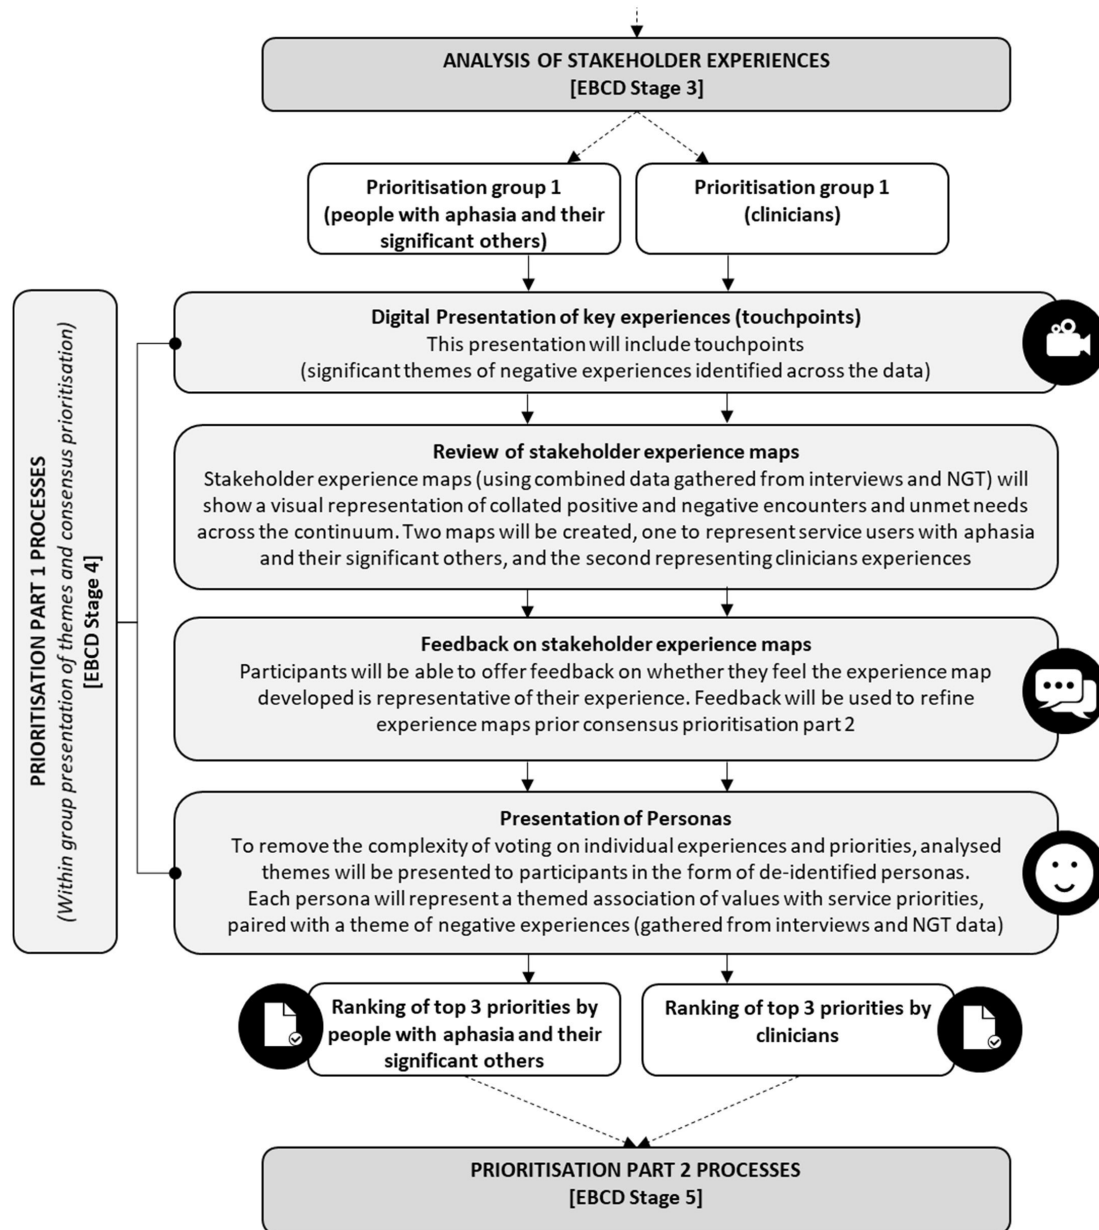 ANALYSIS OF STAKEHOLDER EXPERIENCES
[EBCD Stage 3]
Prioritisation group 1
(people with aphasia and their
significant others)
Prioritisation group 1
(clinicians)
PRIORITISATION PART 1 PROCESSES
(Within group presentation of themes and consensus prioritisation)
[EBCD Stage 4]
Digital Presentation of key experiences (touchpoints)
This presentation will include touchpoints
(significant themes of negative experiences identified across the data)
Review of stakeholder experience maps
Stakeholder experience maps (using combined data gathered from interviews and NGT) will
show a visual representation of collated positive and negative encounters and unmet needs
across the continuum. Two maps will be created, one to represent service users with aphasia
and their significant others, and the second representing clinicians experiences
Feedback on stakeholder experience maps
Participants will be able to offer feedback on whether they feel the experience map
developed is representative of their experience. Feedback will be used to refine
experience maps prior consensus prioritisation part 2
Presentation of Personas
To remove the complexity of voting on individual experiences and priorities, analysed
themes will be presented to participants in the form of de-identified personas.
Each persona will represent a themed association of values with service priorities,
paired with a theme of negative experiences (gathered from interviews and NGT data)
Ranking of top 3 priorities by
people with aphasia and their
significant others
Ranking of top 3 priorities by
clinicians
PRIORITISATION PART 2 PROCESSES
[EBCD Stage 5]